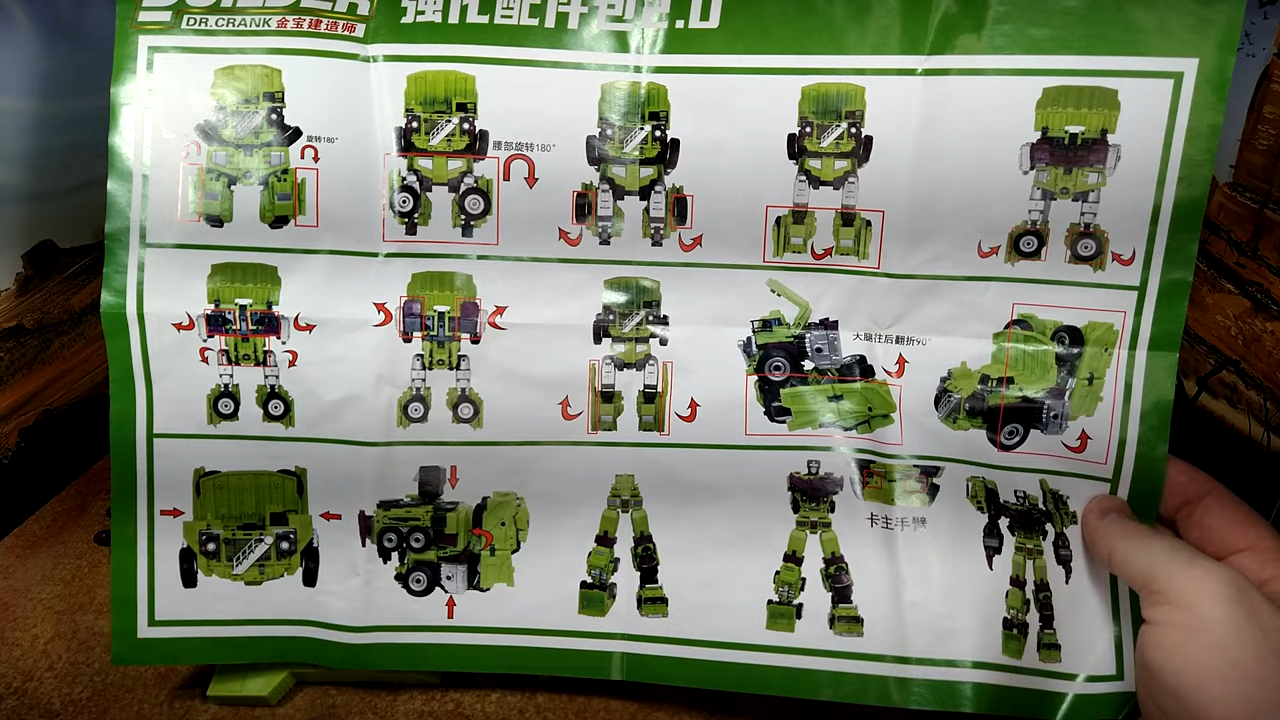 BUILDER
DR.CRANK 金宝建造师
强化配件包2.0
旋转180°
腰部旋转180°
大腿往后翻折90°
卡主手臂